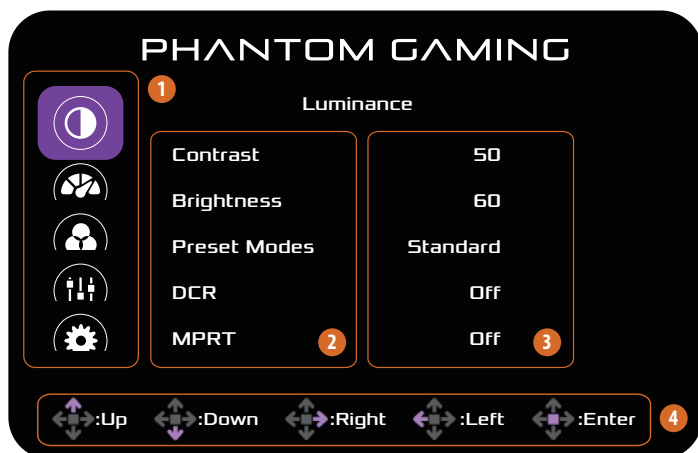 PHANTOM GAMING
1
Luminance
Contrast 50
Brightness 60
Preset Modes Standard
DCR Off
MPRT 2 Off 3
:Up :Down :Right :Left :Enter 4